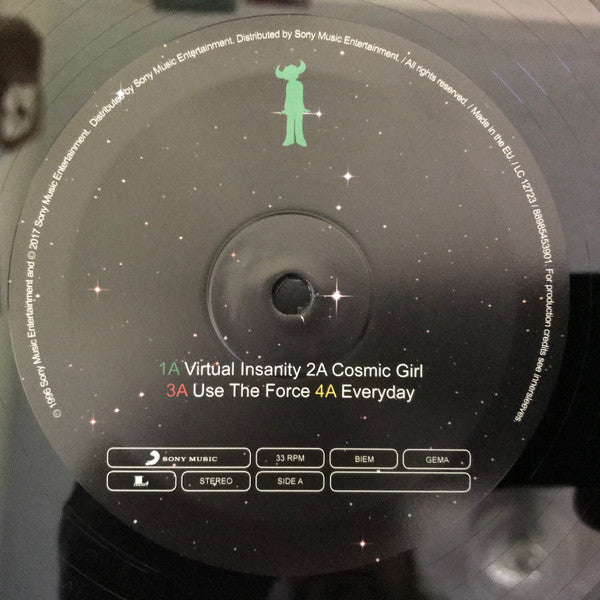 ℗ 1996 Sony Music Entertainment and © 2017 Sony Music Entertainment. Distributed by Sony Music Entertainment. Distributed by Sony Music Entertainment. / All rights reserved. / Made in the EU. / LC 12723 / 88985453901. For production credits see innersleeves.
1A Virtual Insanity 2A Cosmic Girl
3A Use The Force 4A Everyday
SONY MUSIC 33 RPM BIEM GEMA
STEREO SIDE A